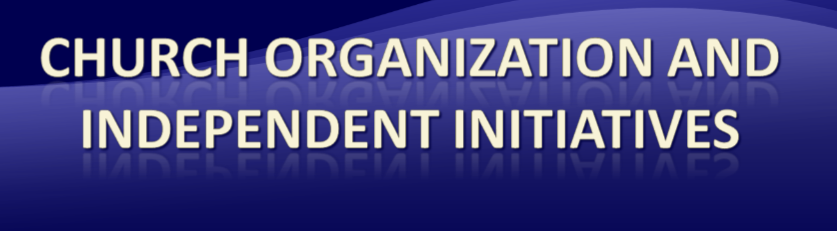 CHURCH ORGANIZATION AND
INDEPENDENT INITIATIVES